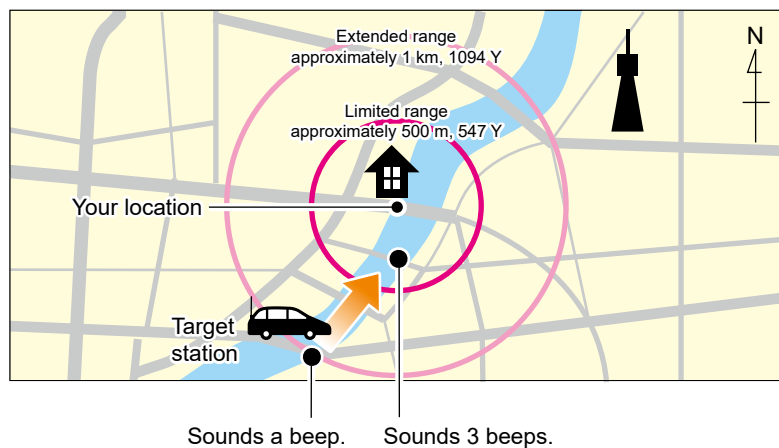 Extended range
approximately 1 km, 1094 Y
N
Limited range
approximately 500 m, 547 Y
Your location
Target
station
Sounds a beep.
Sounds 3 beeps.